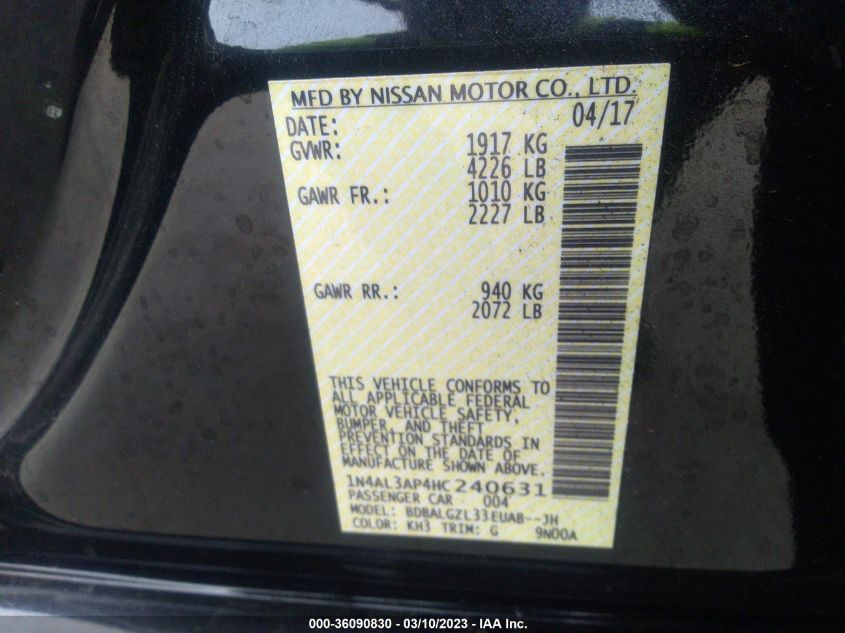 MFD BY NISSAN MOTOR CO., LTD.
DATE: 04/17
GVWR: 1917 KG
4226 LB
GAWR FR.: 1010 KG
2227 LB
GAWR RR.: 940 KG
2072 LB
THIS VEHICLE CONFORMS TO
ALL APPLICABLE FEDERAL
MOTOR VEHICLE SAFETY,
BUMPER, AND THEFT
PREVENTION STANDARDS IN
EFFECT ON THE DATE OF
MANUFACTURE SHOWN ABOVE.
1N4AL3AP4HC240631
PASSENGER CAR 004
MODEL: BDBALGZL33EUAB--JH
COLOR: KH3 TRIM: G 9N00A
000-36090830 - 03/10/2023 - IAA Inc.